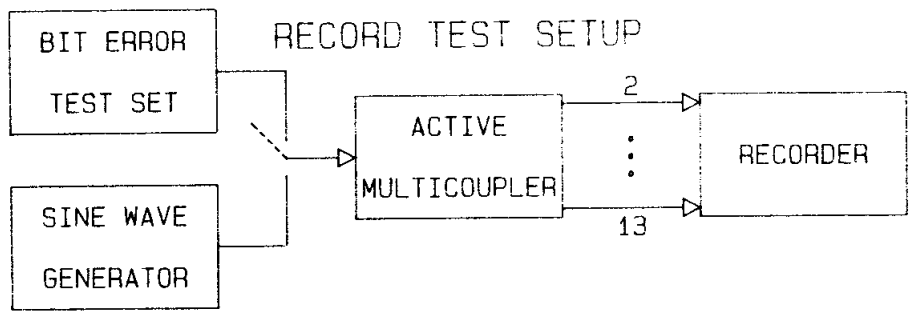 RECORD TEST SETUP
BIT ERROR
TEST SET
SINE WAVE
GENERATOR
ACTIVE
MULTICOUPLER
2
13
RECORDER